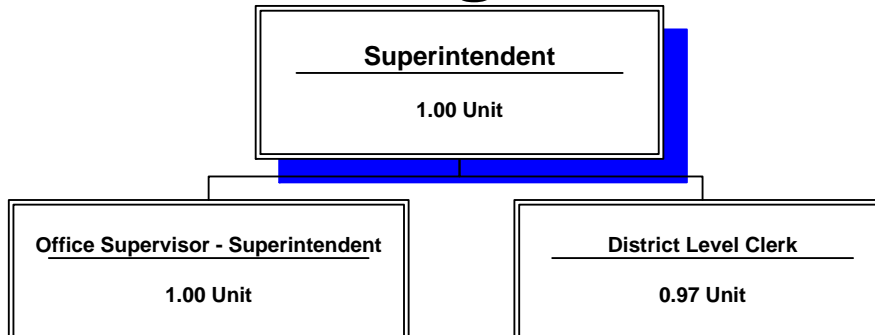 Superintendent
1.00 Unit
Office Supervisor - Superintendent
1.00 Unit
District Level Clerk
0.97 Unit